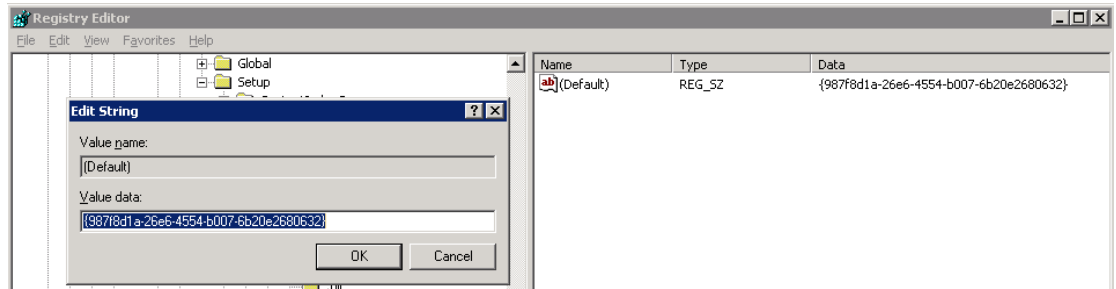 Registry Editor
File Edit View Favorites Help
Global
Setup
Name Type Data
ab (Default) REG_SZ {987f8d1a-26e6-4554-b007-6b20e2680632}
Edit String
Value name:
(Default)
Value data:
{987f8d1a-26e6-4554-b007-6b20e2680632}
OK Cancel